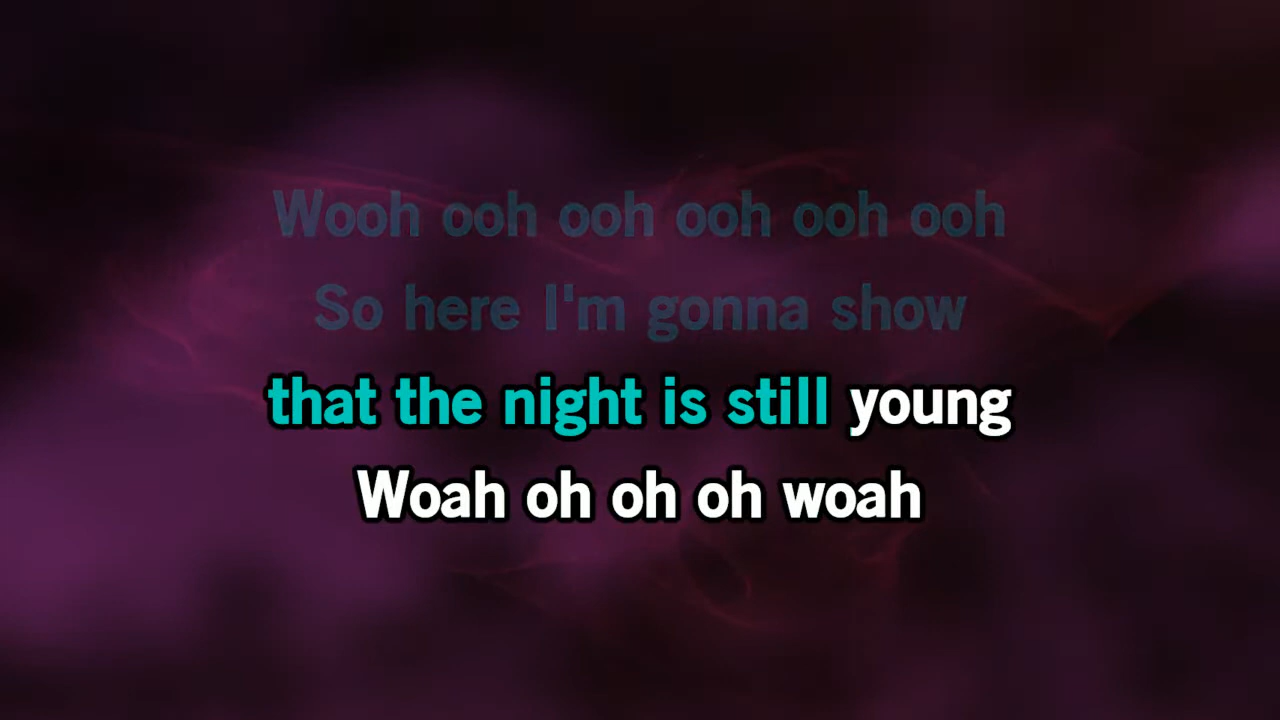 Wooh ooh ooh ooh ooh ooh
So here I'm gonna show
that the night is still young
Woah oh oh oh woah